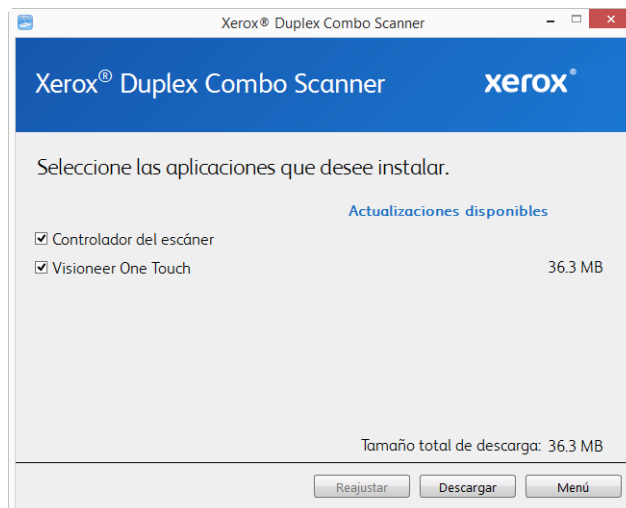 Xerox® Duplex Combo Scanner
Xerox® Duplex Combo Scanner
xerox®
Seleccione las aplicaciones que desee instalar.
Actualizaciones disponibles
Controlador del escáner
Visioneer One Touch 36.3 MB
Tamaño total de descarga: 36.3 MB
Reajustar Descargar Menú